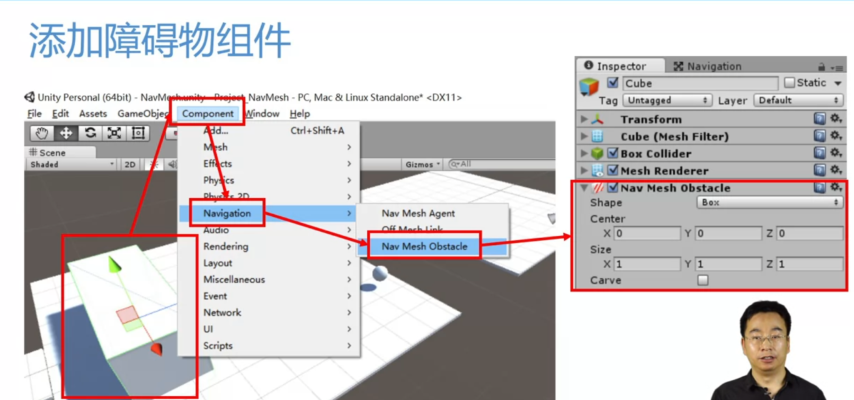 添加障碍物组件
Unity Personal (64bit) - NavMesh.unity - Project_NavMesh - PC, Mac & Linux Standalone* <DX11>
File Edit Assets GameObjec Component Window Help
Scene
Shaded 2D Gizmos All
Add... Ctrl+Shift+A
Mesh
Effects
Physics
Physics 2D
Navigation
Audio
Rendering
Layout
Miscellaneous
Event
Network
UI
Scripts
Nav Mesh Agent
Off Mesh Link
Nav Mesh Obstacle
Inspector Navigation
Cube Static
Tag Untagged Layer Default
Transform
Cube (Mesh Filter)
Box Collider
Mesh Renderer
Nav Mesh Obstacle
Shape Box
Center
X 0 Y 0 Z 0
Size
X 1 Y 1 Z 1
Carve